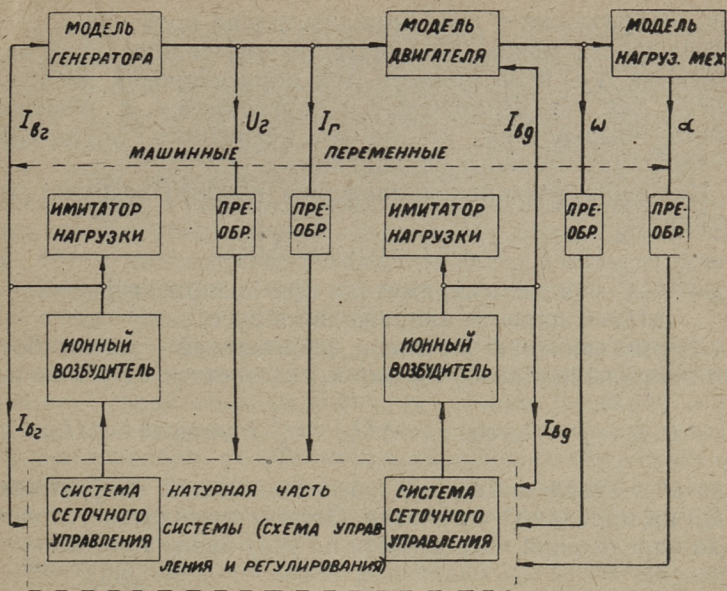 МОДЕЛЬ
ГЕНЕРАТОРА
МОДЕЛЬ
ДВИГАТЕЛЯ
МОДЕЛЬ
НАГРУЗ. МЕХ.
Iвг
Uг
Iг
Iвд
ω
α
МАШИННЫЕ ПЕРЕМЕННЫЕ
ИМИТАТОР
НАГРУЗКИ
ПРЕ-
ОБР.
ПРЕ-
ОБР.
ИМИТАТОР
НАГРУЗКИ
ПРЕ-
ОБР.
ПРЕ-
ОБР.
ИОННЫЙ
ВОЗБУДИТЕЛЬ
ИОННЫЙ
ВОЗБУДИТЕЛЬ
Iвг
Iвд
СИСТЕМА
СЕТОЧНОГО
УПРАВЛЕНИЯ
НАТУРНАЯ ЧАСТЬ
СИСТЕМЫ (СХЕМА УПРАВ-
ЛЕНИЯ И РЕГУЛИРОВАНИЯ)
СИСТЕМА
СЕТОЧНОГО
УПРАВЛЕНИЯ